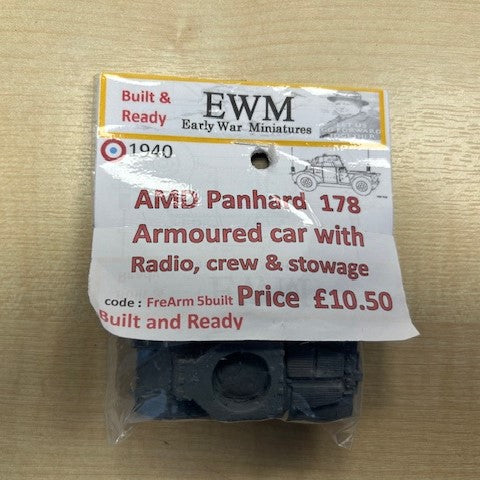 Built &
Ready
EWM
Early War Miniatures
1940
AMD Panhard 178
Armoured car with
Radio, crew & stowage
code : FreArm 5built Price £10.50
Built and Ready